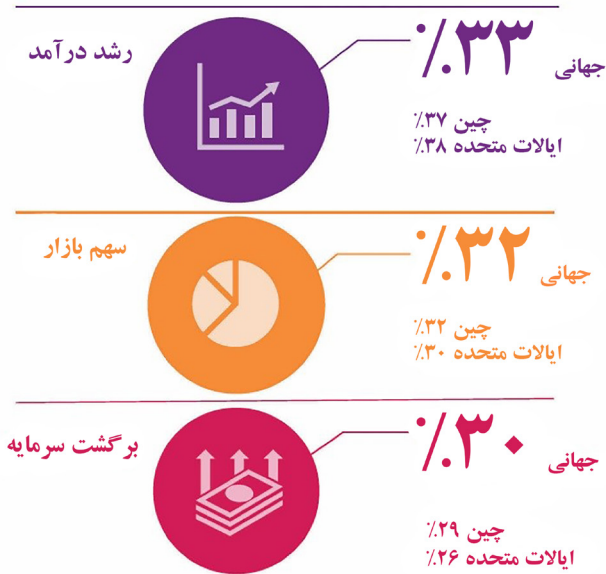 رشد درآمد
جهانی ۳۳٪
چین ۳۷٪
ایالات متحده ۳۸٪
سهم بازار
جهانی ۳۲٪
چین ۳۲٪
ایالات متحده ۳۰٪
برگشت سرمایه
جهانی ۳۰٪
چین ۲۹٪
ایالات متحده ۲۶٪